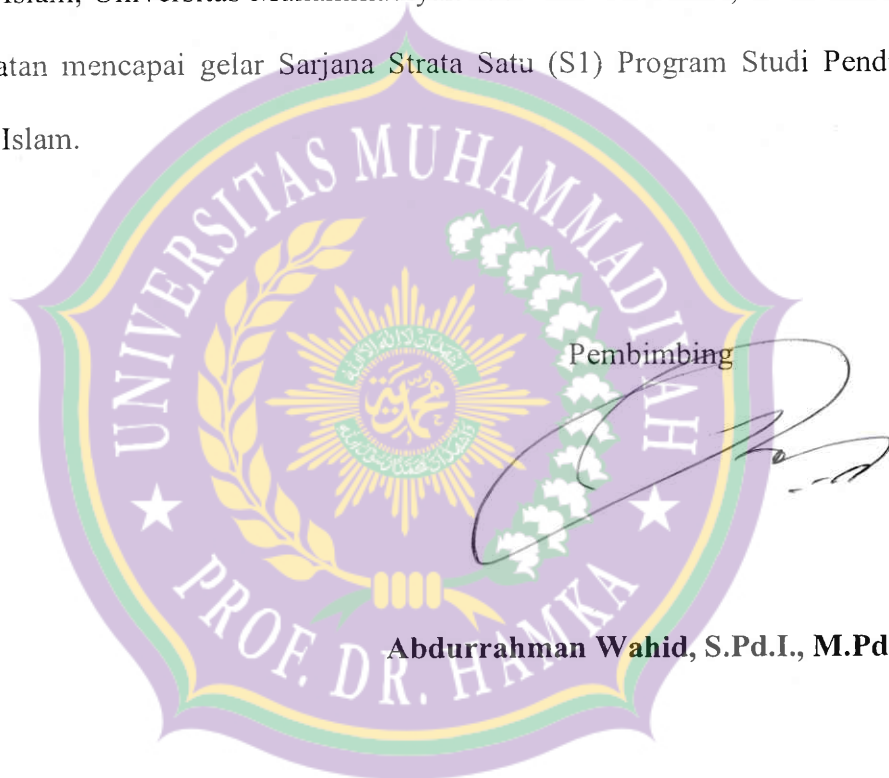 Islam, Universitas Muhammadiyah
atan mencapai gelar Sarjana Strata Satu (S1) Program Studi Pend
Islam.
UNIVERSITAS MUHAMMADIYAH
محمدية
Pembimbing
PROF. DR. HAMKA
Abdurrahman Wahid, S.Pd.I., M.Pd